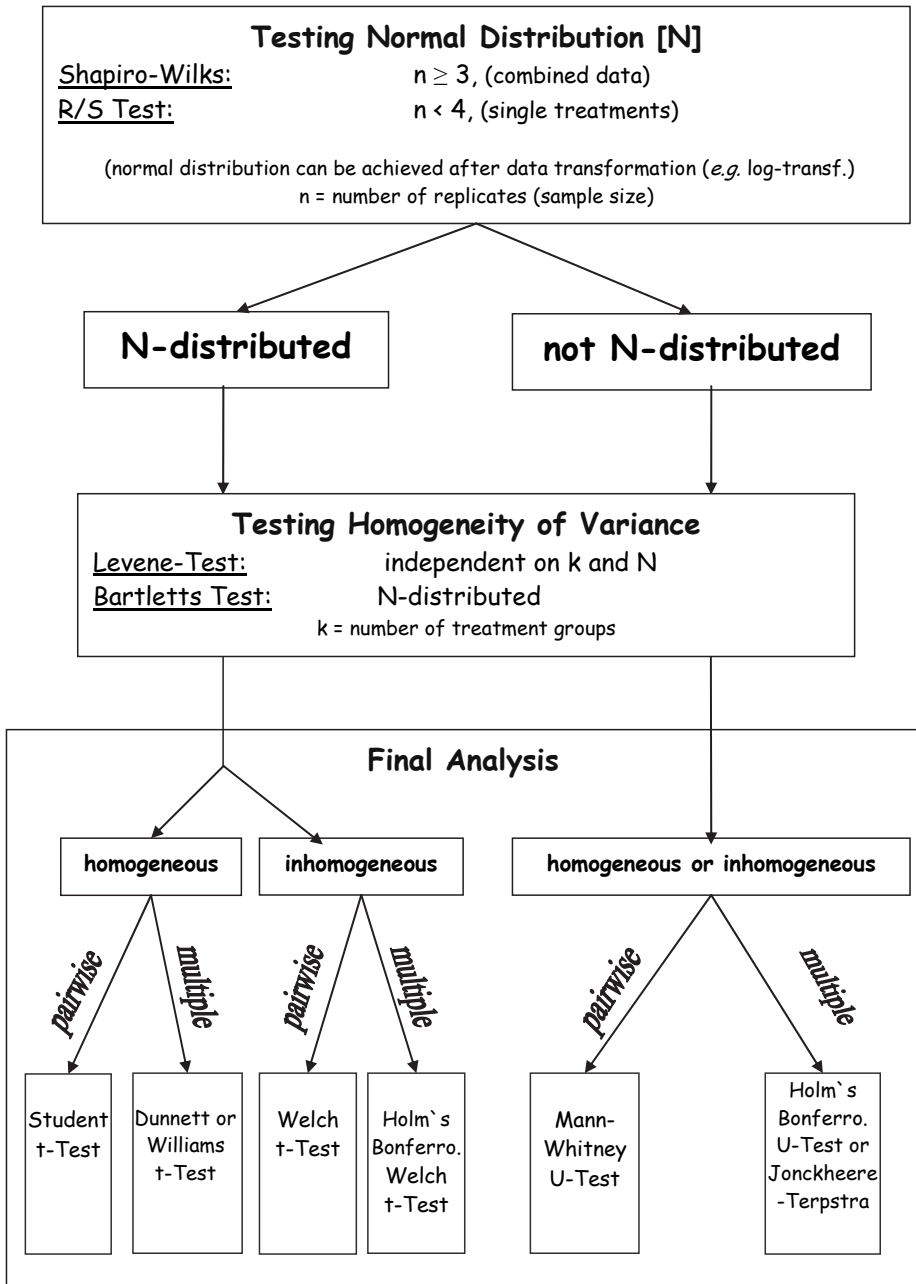 Testing Normal Distribution [N]
Shapiro-Wilks: n ≥ 3, (combined data)
R/S Test: n < 4, (single treatments)
(normal distribution can be achieved after data transformation (e.g. log-transf.)
n = number of replicates (sample size)
N-distributed
not N-distributed
Testing Homogeneity of Variance
Levene-Test: independent on k and N
Bartletts Test: N-distributed
k = number of treatment groups
Final Analysis
homogeneous
inhomogeneous
homogeneous or inhomogeneous
pairwise
multiple
pairwise
multiple
pairwise
multiple
Student
t-Test
Dunnett or
Williams
t-Test
Welch
t-Test
Holm`s
Bonferro.
Welch
t-Test
Mann-
Whitney
U-Test
Holm`s
Bonferro.
U-Test or
Jonckheere
-Terpstra